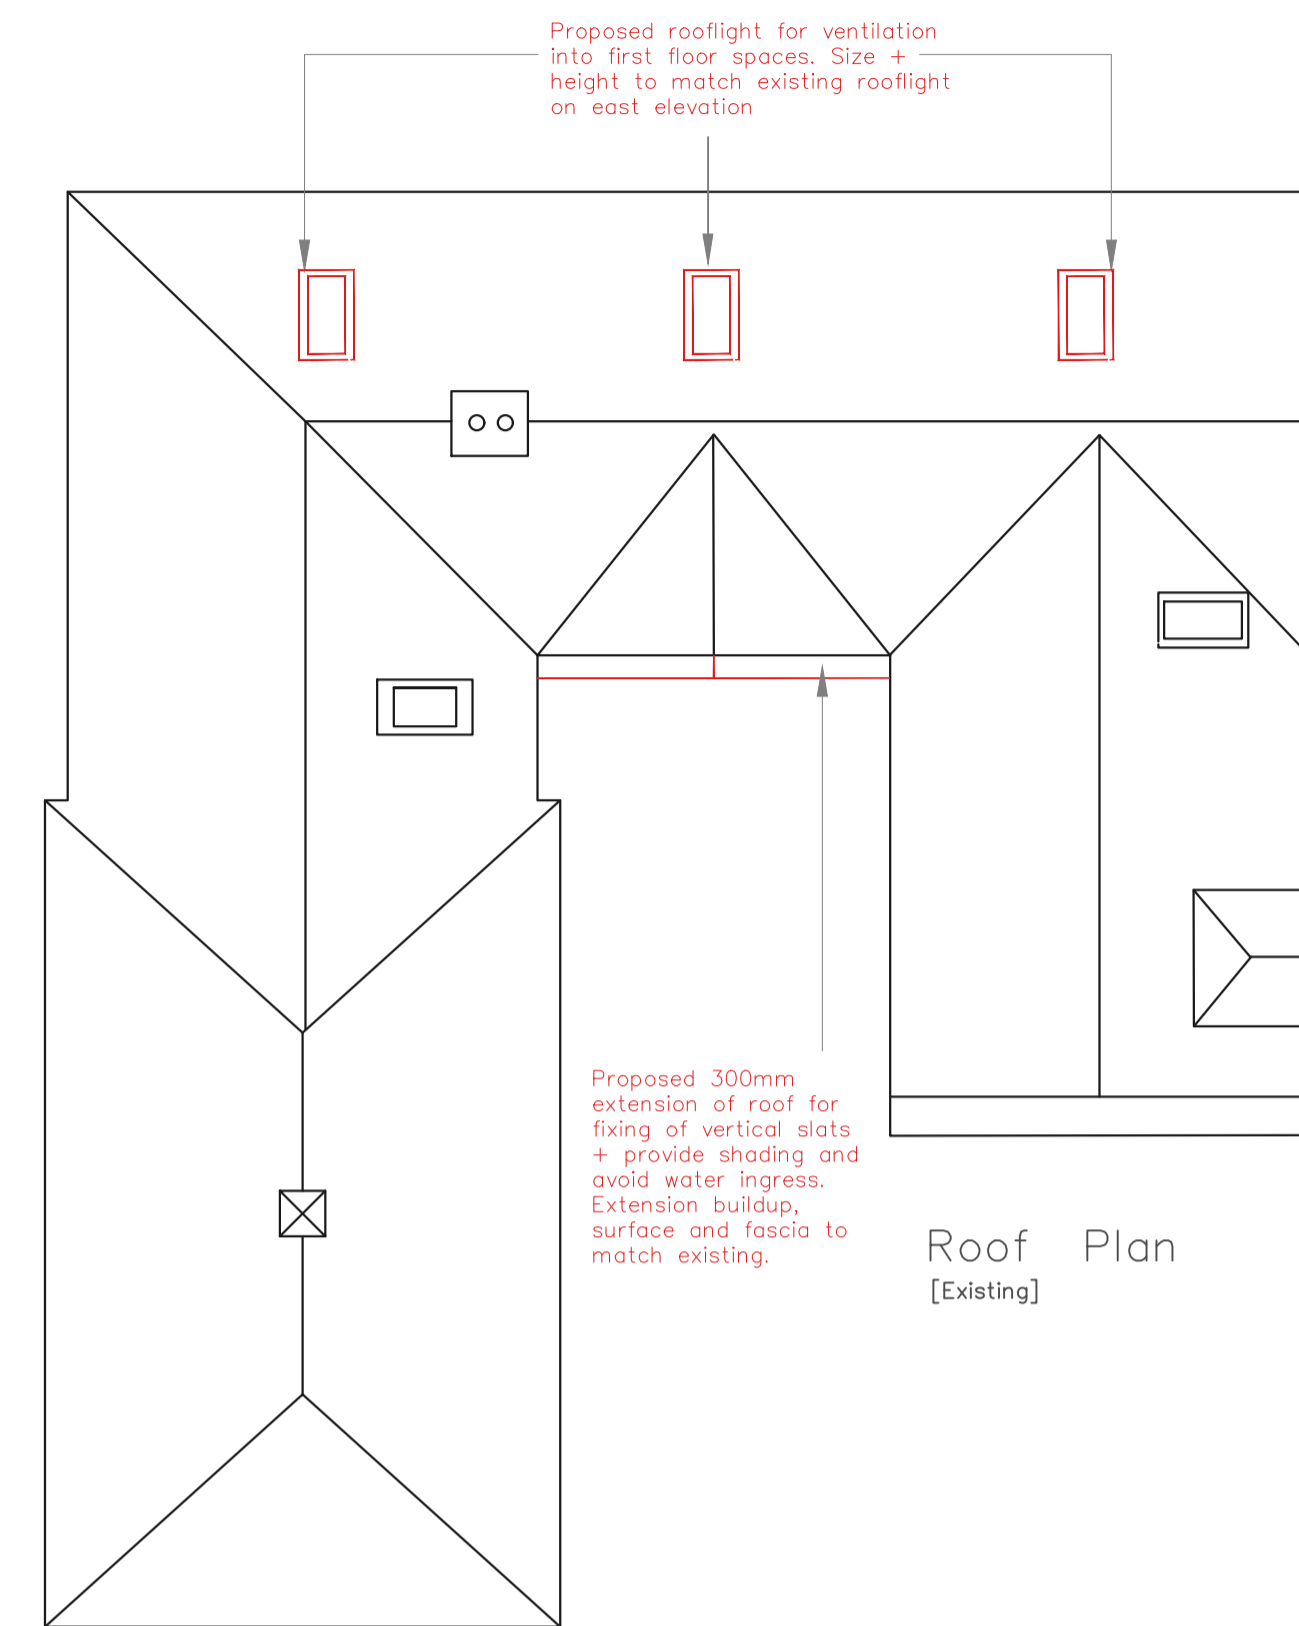 Proposed rooflight for ventilation
into first floor spaces. Size +
height to match existing rooflight
on east elevation
Proposed 300mm
extension of roof for
fixing of vertical slats
+ provide shading and
avoid water ingress.
Extension buildup,
surface and fascia to
match existing.
Roof Plan
[Existing]